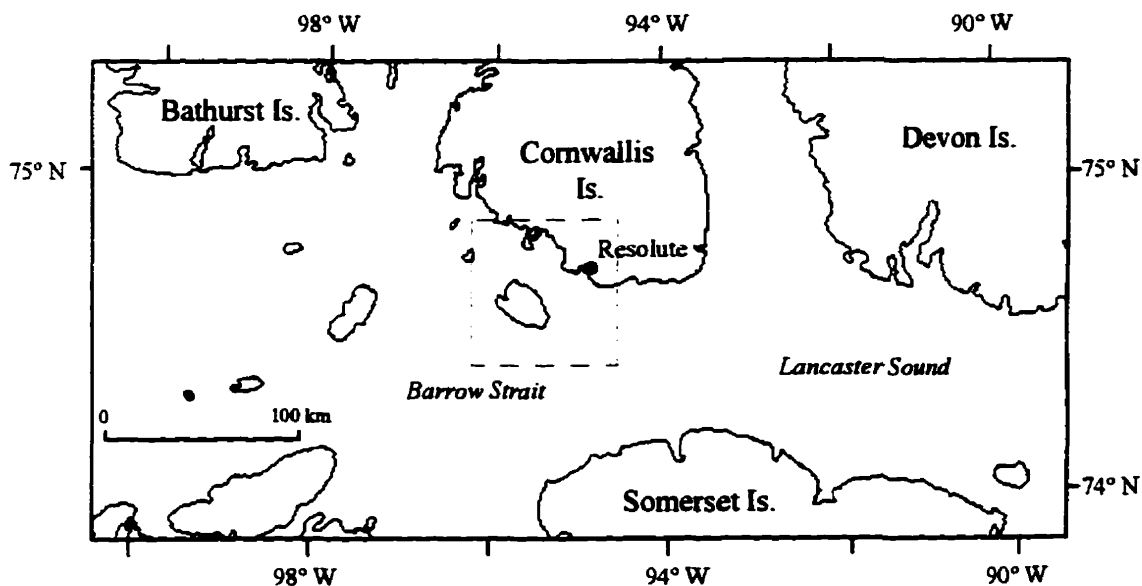 98° W
94° W
90° W
Bathurst Is.
Cornwallis
Is.
Devon Is.
75° N
75° N
Resolute
Lancaster Sound
Barrow Strait
0
100 km
74° N
Somerset Is.
98° W
94° W
90° W